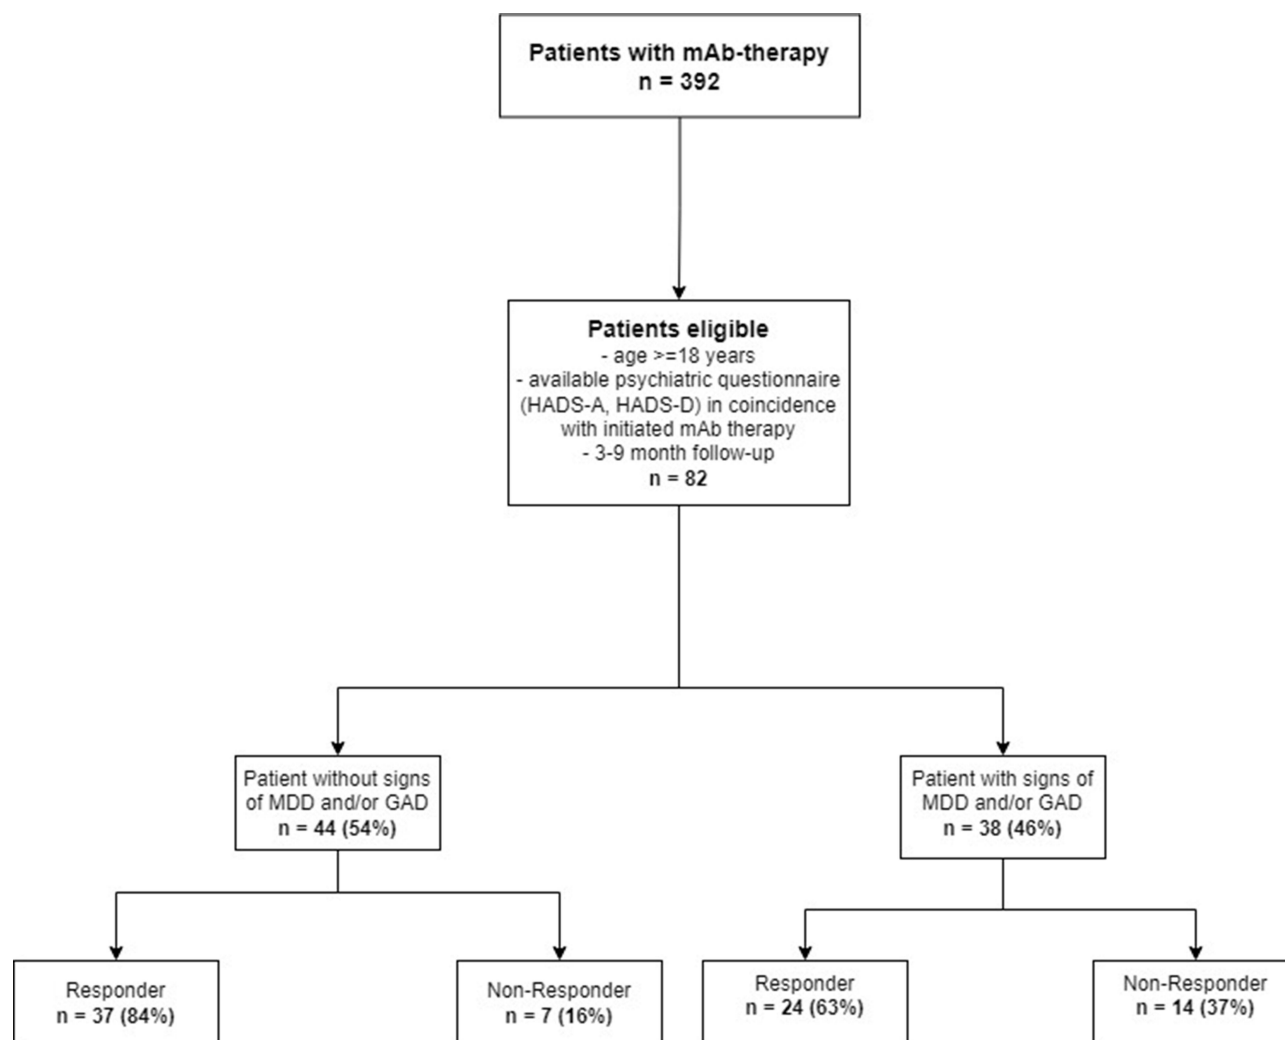 Patients with mAb-therapy
n = 392
Patients eligible
- age >=18 years
- available psychiatric questionnaire
(HADS-A, HADS-D) in coincidence
with initiated mAb therapy
- 3-9 month follow-up
n = 82
Patient without signs
of MDD and/or GAD
n = 44 (54%)
Patient with signs of
MDD and/or GAD
n = 38 (46%)
Responder
n = 37 (84%)
Non-Responder
n = 7 (16%)
Responder
n = 24 (63%)
Non-Responder
n = 14 (37%)